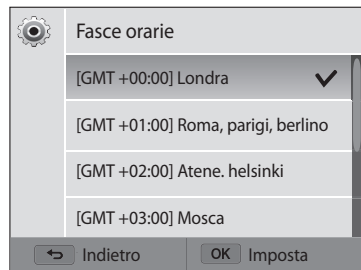 Fasce orarie
[GMT +00:00] Londra
[GMT +01:00] Roma, parigi, berlino
[GMT +02:00] Atene. helsinki
[GMT +03:00] Mosca
Indietro OK Imposta